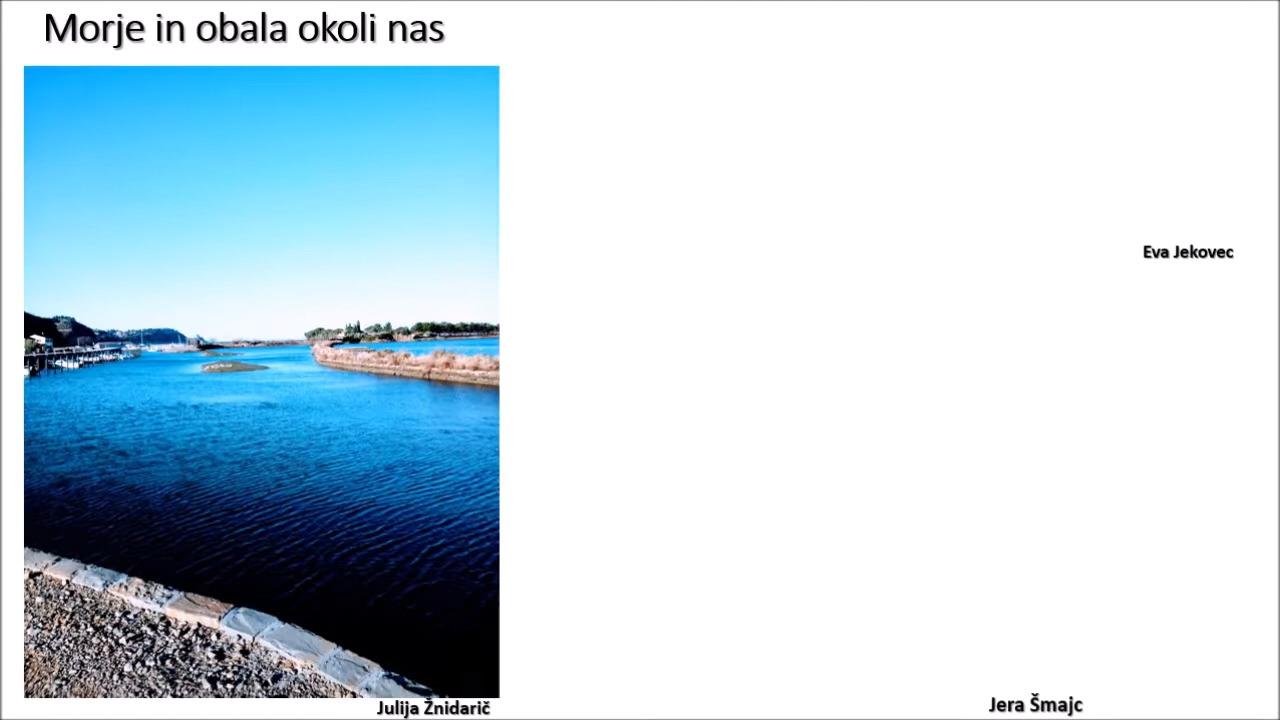 Morje in obala okoli nas
Eva Jekovec
Julija Žnidarič
Jera Šmajc